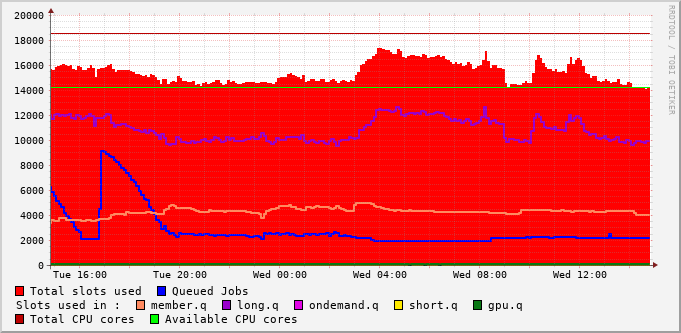 20000
18000
16000
14000
12000
10000
8000
6000
4000
2000
0
Tue 16:00 Tue 20:00 Wed 00:00 Wed 04:00 Wed 08:00 Wed 12:00
Total slots used Queued Jobs
Slots used in : member.q long.q ondemand.q short.q gpu.q
Total CPU cores Available CPU cores
RRDTOOL / TOBI OETIKER